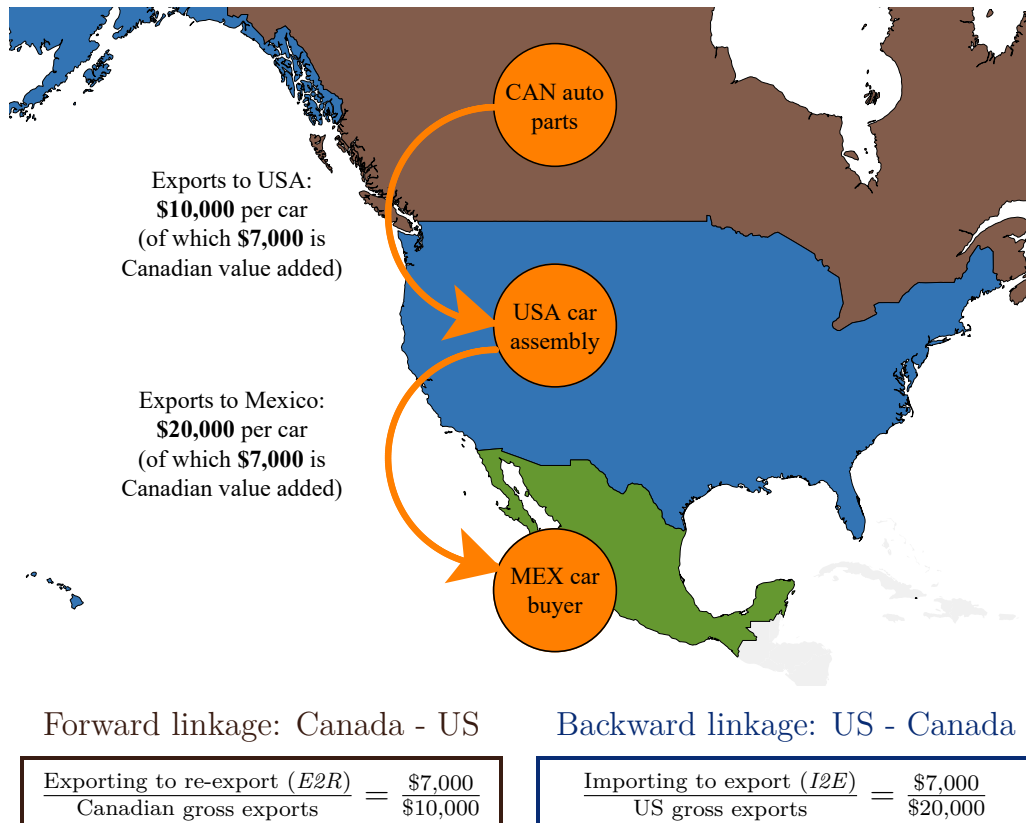 CAN auto
parts
Exports to USA:
$10,000 per car
(of which $7,000 is
Canadian value added)
USA car
assembly
Exports to Mexico:
$20,000 per car
(of which $7,000 is
Canadian value added)
MEX car
buyer
Forward linkage: Canada - US
Exporting to re-export (E2R)
Canadian gross exports
=
$7,000
$10,000
Backward linkage: US - Canada
Importing to export (I2E)
US gross exports
=
$7,000
$20,000